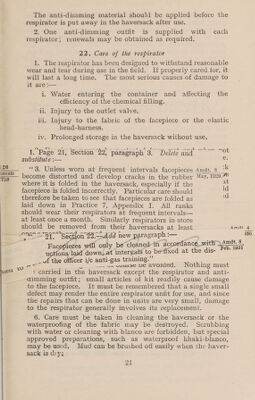 The anti-dimming material should be applied before the
respirator is put away in the haversack after use.
2. One anti-dimming outfit is supplied with each
respirator; renewals may be obtained as required.
22. Care of the respirator
1. The respirator has been designed to withstand reasonable
wear and tear during use in the field. If properly cared for, it
will last a long time. The most serious causes of damage to
it are:—
i. Water entering the container and affecting the
efficiency of the chemical filling.
ii. Injury to the outlet valve.
iii. Injury to the fabric of the facepiece or the elastic
head-harness.
iv. Prolonged storage in the haversack without use.
1. Page 21, Section 22, paragraph 3. Delete and
substitute:—
"3. Unless worn at frequent intervals facepieces
become distorted and develop cracks in the rubber
where it is folded in the haversack, especially if the
facepiece is folded incorrectly. Particular care should
therefore be taken to see that facepieces are folded as
laid down in Practice 7, Appendix I. All ranks
should wear their respirators at frequent intervals—
at least once a month. Similarly respirators in store
should be removed from their haversacks at least
Amdt. 8
May, 1939
21. Section 22.—Add new paragraph:—
Facepieces will only be cleaned in accordance with
laid down, at intervals to be fixed at the
of the officer i/c anti-gas training."
Amdt. 8
Feb. 1941
carried in the haversack except the respirator and anti-
dimming outfit; small articles of kit readily cause damage
to the facepiece. It must be remembered that a single small
defect may render the entire respirator unfit for use, and since
the repairs that can be done in units are very small, damage
to the respirator generally involves its replacement.
6. Care must be taken in cleaning the haversack or the
waterproofing of the fabric may be destroyed. Scrubbing
with water or cleaning with blanco are forbidden, but special
approved preparations, such as waterproof khaki-blanco,
may be used. Mud can be brushed off easily when the haver-
sack is dry.
21